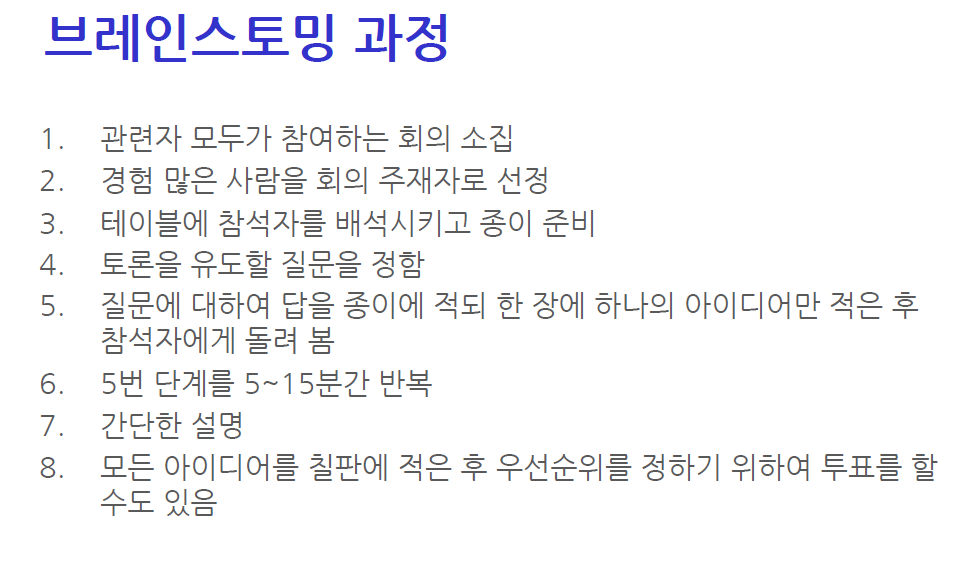 브레인스토밍 과정
1. 관련자 모두가 참여하는 회의 소집
2. 경험 많은 사람을 회의 주재자로 선정
3. 테이블에 참석자를 배석시키고 종이 준비
4. 토론을 유도할 질문을 정함
5. 질문에 대하여 답을 종이에 적되 한 장에 하나의 아이디어만 적은 후
참석자에게 돌려 봄
6. 5번 단계를 5~15분간 반복
7. 간단한 설명
8. 모든 아이디어를 칠판에 적은 후 우선순위를 정하기 위하여 투표를 할
수도 있음